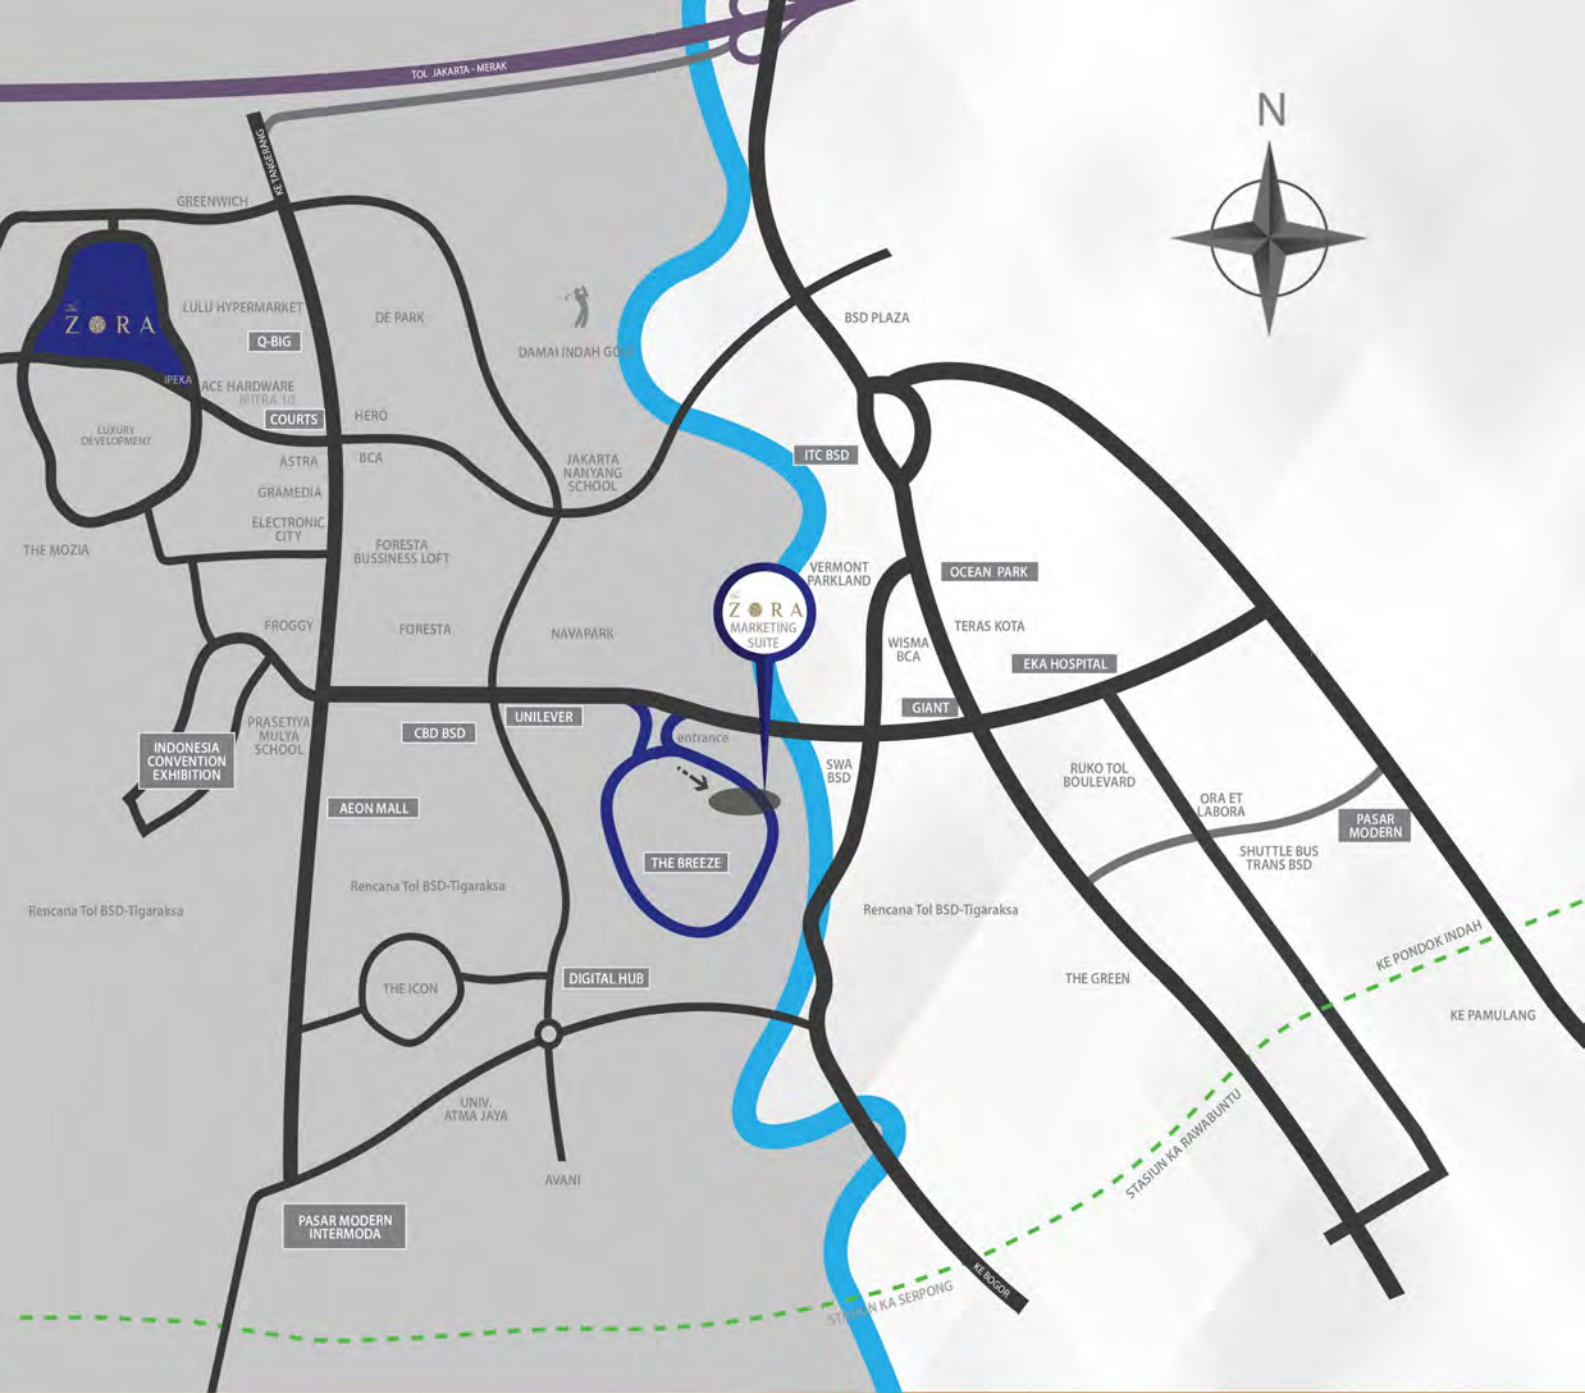 TOL JAKARTA - MERAK
N
KE TANGERANG
GREENWICH
LULU HYPERMARKET
DE PARK
Q-BIG
DAMAI INDAH GOLF
BSD PLAZA
the
ZORA
IPEKA
ACE HARDWARE
MITRA 10
COURTS
HERO
LUXURY
DEVELOPMENT
ASTRA
BCA
JAKARTA
NANYANG
SCHOOL
ITC BSD
GRAMEDIA
ELECTRONIC
CITY
THE MOZIA
FORESTA
BUSSINESS LOFT
VERMONT
PARKLAND
OCEAN PARK
the
ZORA
MARKETING
SUITE
FROGGY
FORESTA
NAVAPARK
TERAS KOTA
WISMA
BCA
EKA HOSPITAL
GIANT
PRASETIYA
MULYA
SCHOOL
CBD BSD
UNILEVER
entrance
INDONESIA
CONVENTION
EXHIBITION
SWA
BSD
RUKO TOL
BOULEVARD
AEON MALL
ORA ET
LABORA
PASAR
MODERN
SHUTTLE BUS
TRANS BSD
THE BREEZE
Rencana Tol BSD-Tigaraksa
Rencana Tol BSD-Tigaraksa
Rencana Tol BSD-Tigaraksa
KE PONDOK INDAH
THE ICON
DIGITAL HUB
THE GREEN
KE PAMULANG
UNIV.
ATMA JAYA
STASIUN KA RAWABUNTU
AVANI
PASAR MODERN
INTERMODA
KE BOGOR
STASIUN KA SERPONG